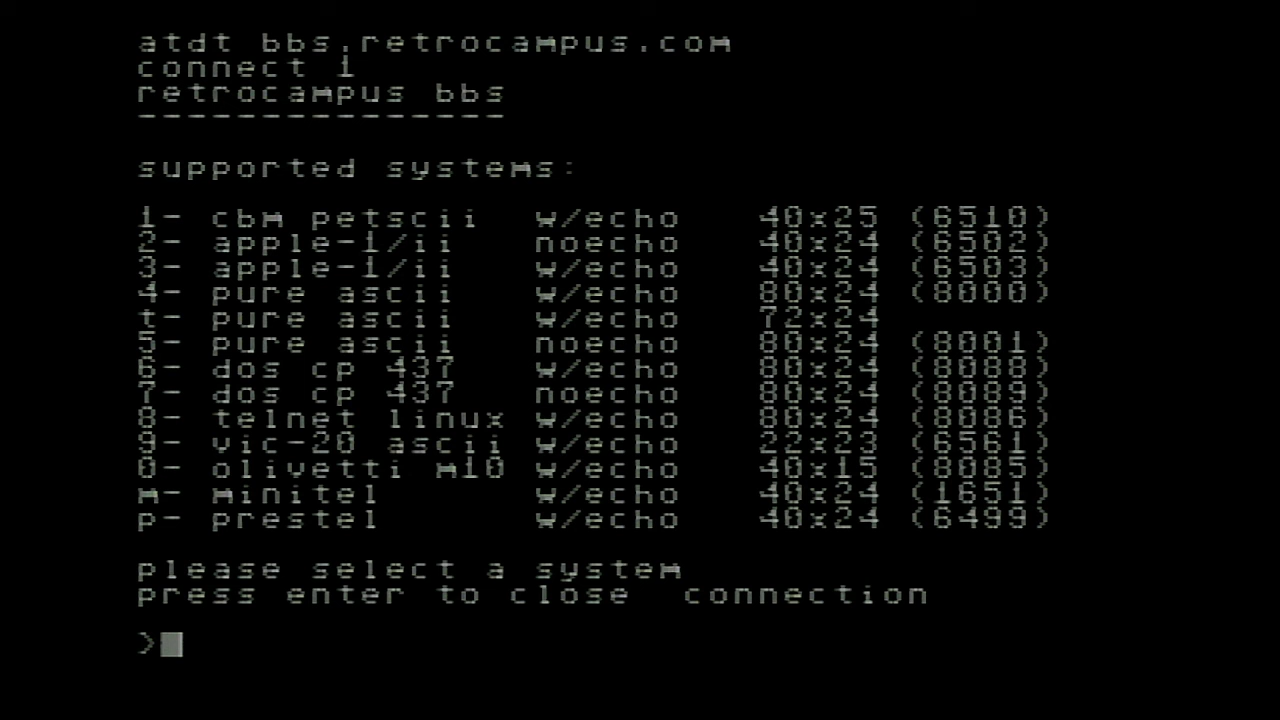 atdt bbs.retrocampus.com
connect 1
retrocampus bbs
---------------
supported systems:
1- cbm petscii w/echo 40x25 (6510)
2- apple-1/ii noecho 40x24 (6502)
3- apple-1/ii w/echo 40x24 (6503)
4- pure ascii w/echo 80x24 (8000)
t- pure ascii w/echo 72x24
5- pure ascii noecho 80x24 (8001)
6- dos cp 437 w/echo 80x24 (8088)
7- dos cp 437 noecho 80x24 (8089)
8- telnet linux w/echo 80x24 (8086)
9- vic-20 ascii w/echo 22x23 (6561)
0- olivetti m10 w/echo 40x15 (8085)
m- minitel w/echo 40x24 (1651)
p- prestel w/echo 40x24 (6499)
please select a system
press enter to close  connection
>